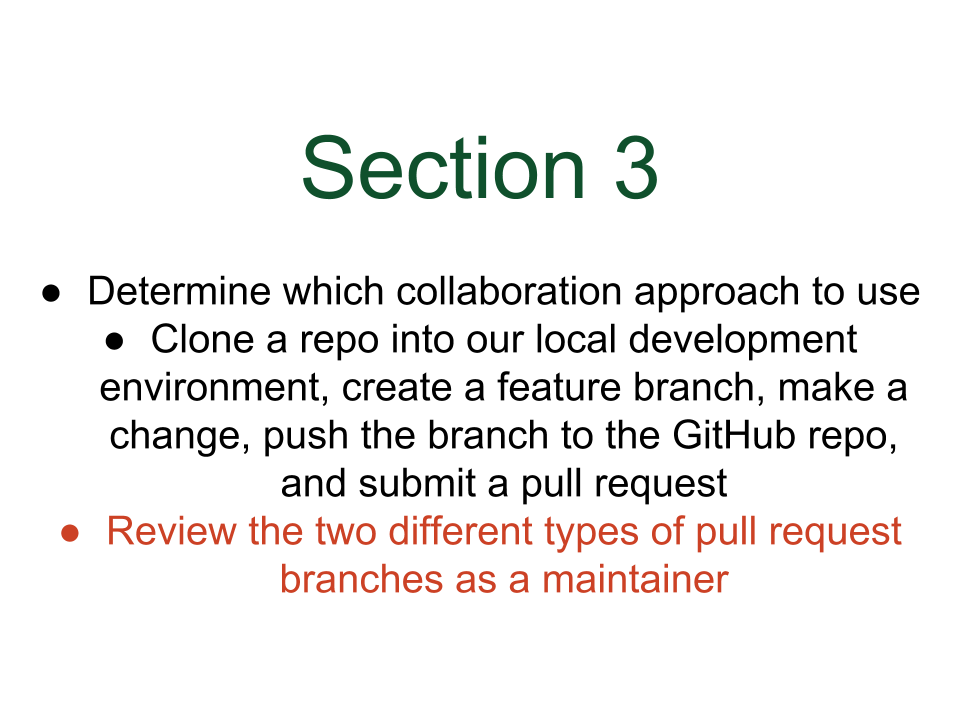 Section 3
● Determine which collaboration approach to use
● Clone a repo into our local development
environment, create a feature branch, make a
change, push the branch to the GitHub repo,
and submit a pull request
● Review the two different types of pull request
branches as a maintainer